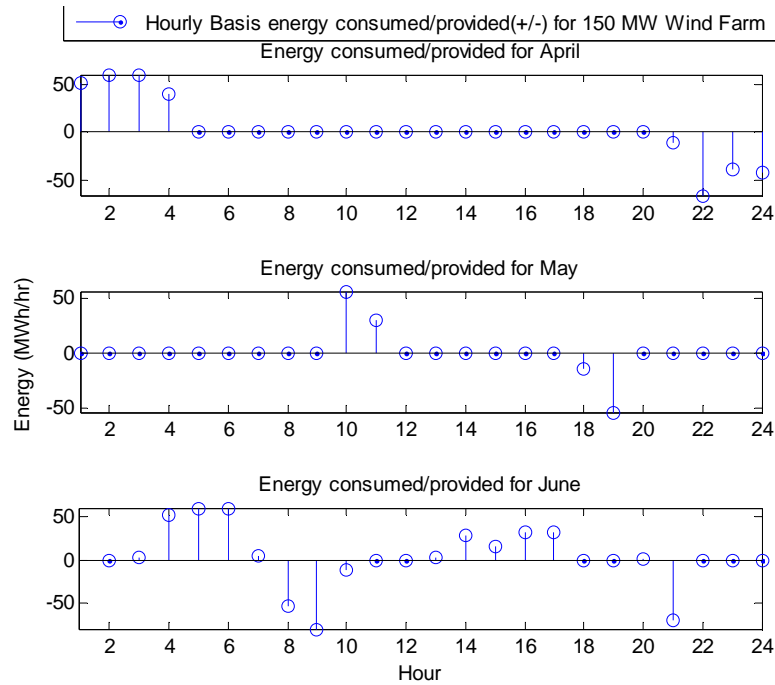 Hourly Basis energy consumed/provided(+/-) for 150 MW Wind Farm
Energy consumed/provided for April
50
0
-50
2 4 6 8 10 12 14 16 18 20 22 24
Energy consumed/provided for May
50
0
-50
2 4 6 8 10 12 14 16 18 20 22 24
Energy (MWh/hr)
Energy consumed/provided for June
50
0
-50
2 4 6 8 10 12 14 16 18 20 22 24
Hour